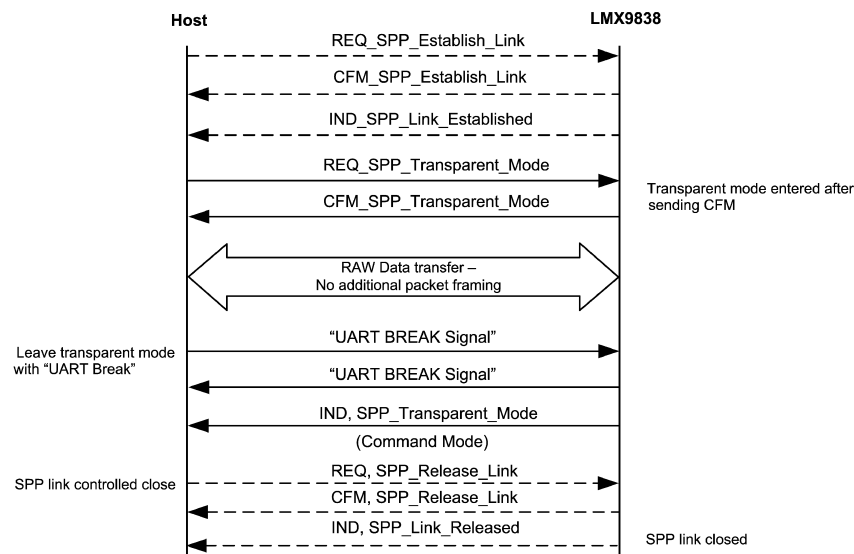 Host
LMX9838
REQ_SPP_Establish_Link
CFM_SPP_Establish_Link
IND_SPP_Link_Established
REQ_SPP_Transparent_Mode
Transparent mode entered after
sending CFM
CFM_SPP_Transparent_Mode
RAW Data transfer –
No additional packet framing
“UART BREAK Signal”
Leave transparent mode
with “UART Break”
“UART BREAK Signal”
IND, SPP_Transparent_Mode
(Command Mode)
REQ, SPP_Release_Link
SPP link controlled close
CFM, SPP_Release_Link
IND, SPP_Link_Released
SPP link closed